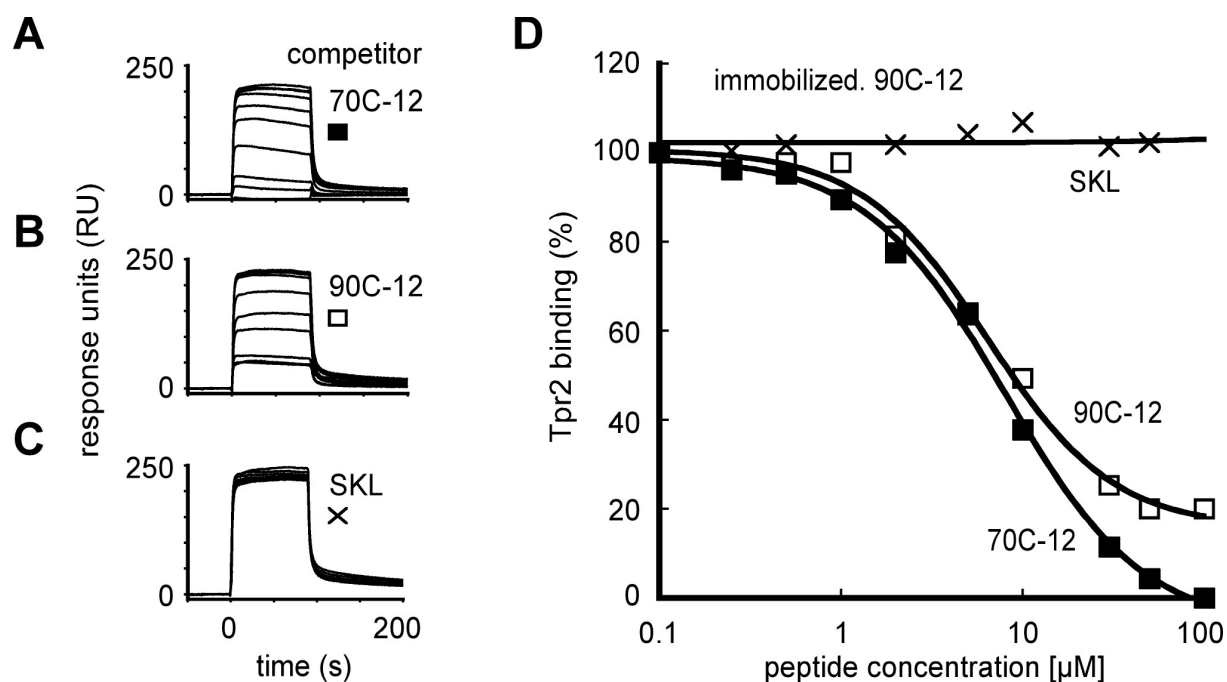 A
competitor
250
70C-12
0
B
250
90C-12
0
response units (RU)
C
250
SKL
0
0
200
time (s)
D
120
immobilized. 90C-12
100
SKL
80
60
90C-12
40
20
70C-12
0
Tpr2 binding (%)
0.1
1
10
100
peptide concentration [µM]